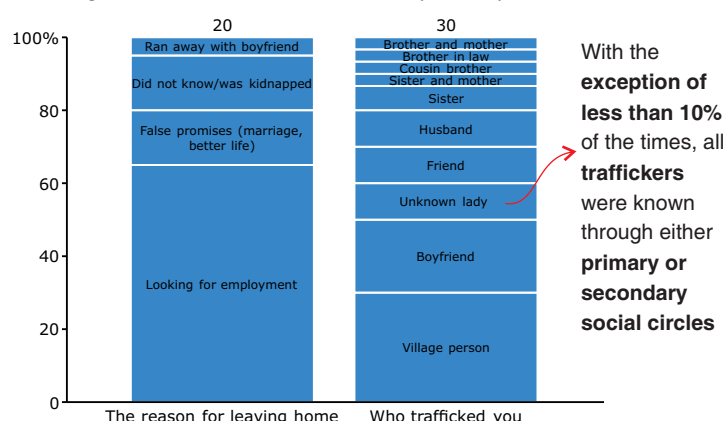 20
30
100%
80
60
40
20
0
Ran away with boyfriend
Did not know/was kidnapped
False promises (marriage,
better life)
Looking for employment
Brother and mother
Brother in law
Cousin brother
Sister and mother
Sister
Husband
Friend
Unknown lady
Boyfriend
Village person
The reason for leaving home
Who trafficked you
With the
exception of
less than 10%
of the times, all
traffickers
were known
through either
primary or
secondary
social circles